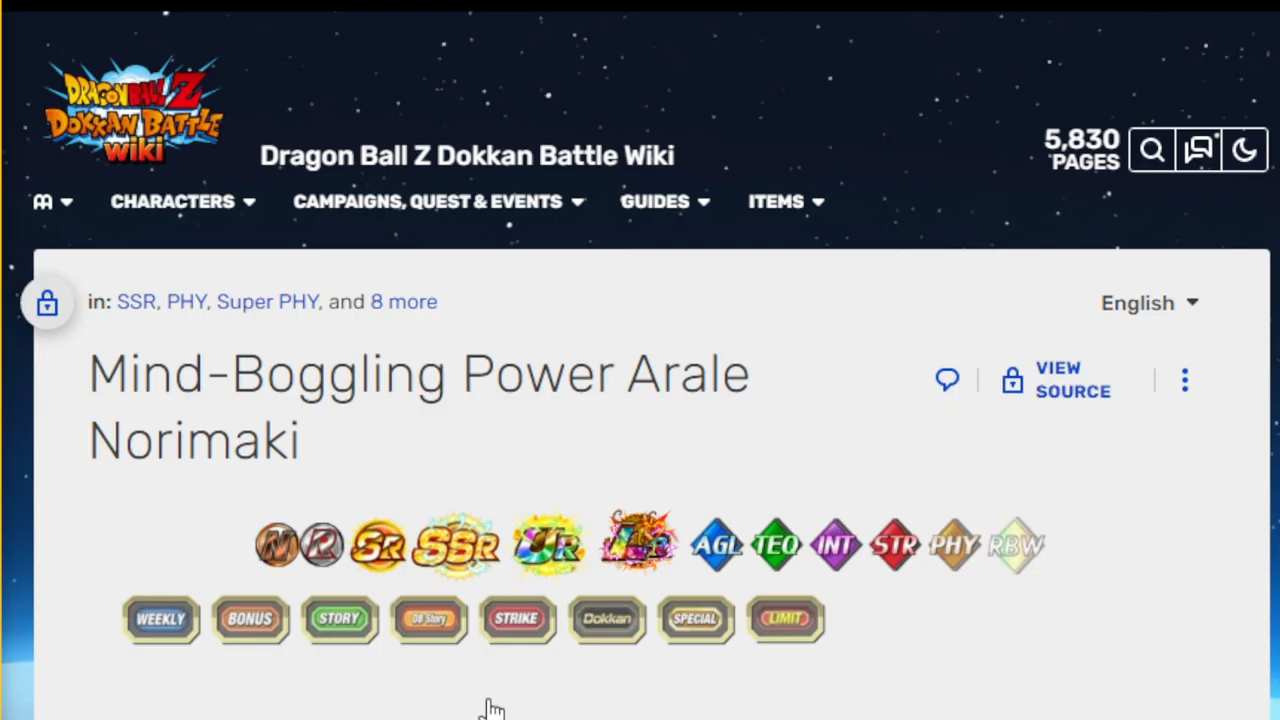 DRAGON BALL Z
DOKKAN BATTLE
wiki
Dragon Ball Z Dokkan Battle Wiki
5,830
PAGES
CHARACTERS
CAMPAIGNS, QUEST & EVENTS
GUIDES
ITEMS
in: SSR, PHY, Super PHY, and 8 more
English
Mind-Boggling Power Arale
Norimaki
VIEW
SOURCE
N R SR SSR UR LR AGL TEQ INT STR PHY RBW
WEEKLY BONUS STORY DB Story STRIKE Dokkan SPECIAL LIMIT